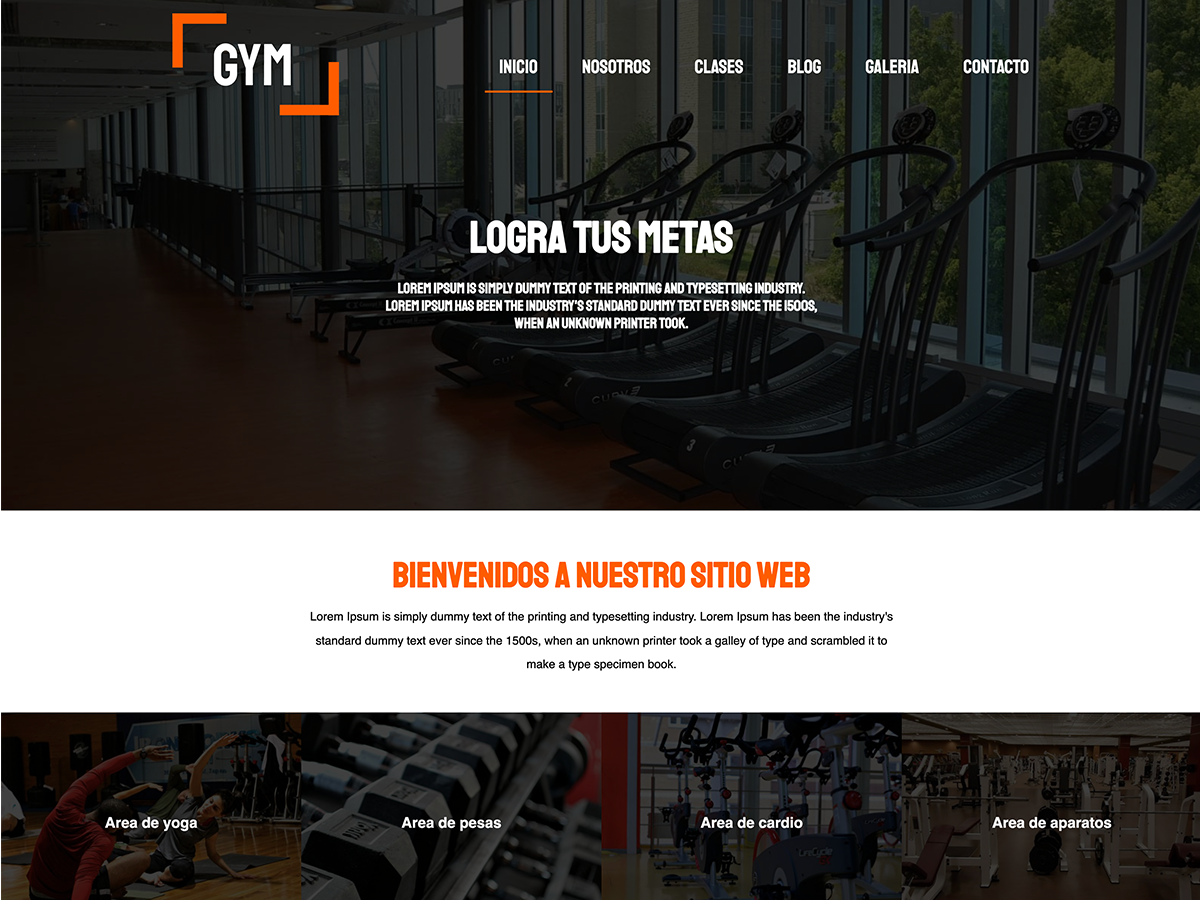 GYM
INICIO NOSOTROS CLASES BLOG GALERIA CONTACTO
LOGRA TUS METAS
LOREM IPSUM IS SIMPLY DUMMY TEXT OF THE PRINTING AND TYPESETTING INDUSTRY.
LOREM IPSUM HAS BEEN THE INDUSTRY'S STANDARD DUMMY TEXT EVER SINCE THE 1500S,
WHEN AN UNKNOWN PRINTER TOOK.
3
BIENVENIDOS A NUESTRO SITIO WEB
Lorem Ipsum is simply dummy text of the printing and typesetting industry. Lorem Ipsum has been the industry's
standard dummy text ever since the 1500s, when an unknown printer took a galley of type and scrambled it to
make a type specimen book.
Area de yoga
Area de pesas
Area de cardio
Area de aparatos
LifeCycle